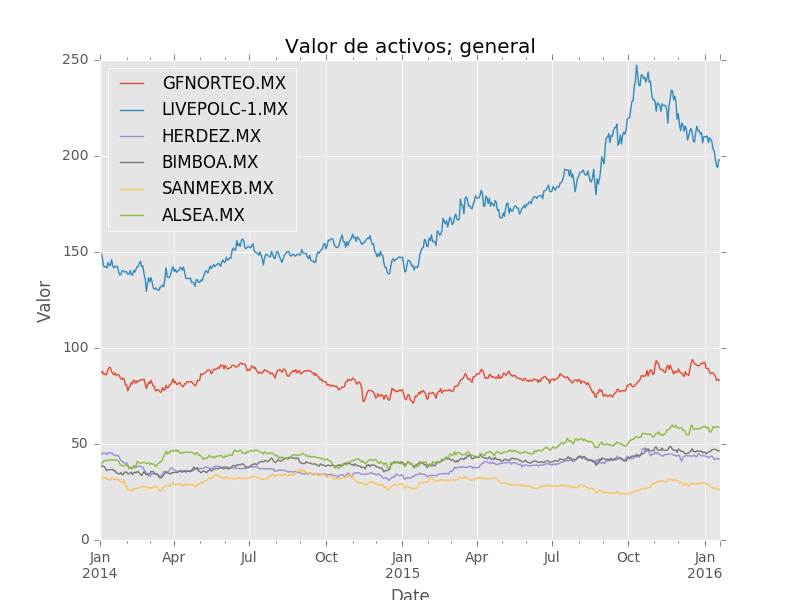 Valor de activos; general
250
200
150
100
50
0
Valor
GFNORTEO.MX
LIVEPOLC-1.MX
HERDEZ.MX
BIMBOA.MX
SANMEXB.MX
ALSEA.MX
Jan Apr Jul Oct Jan Apr Jul Oct Jan
2014 2015 2016
Date